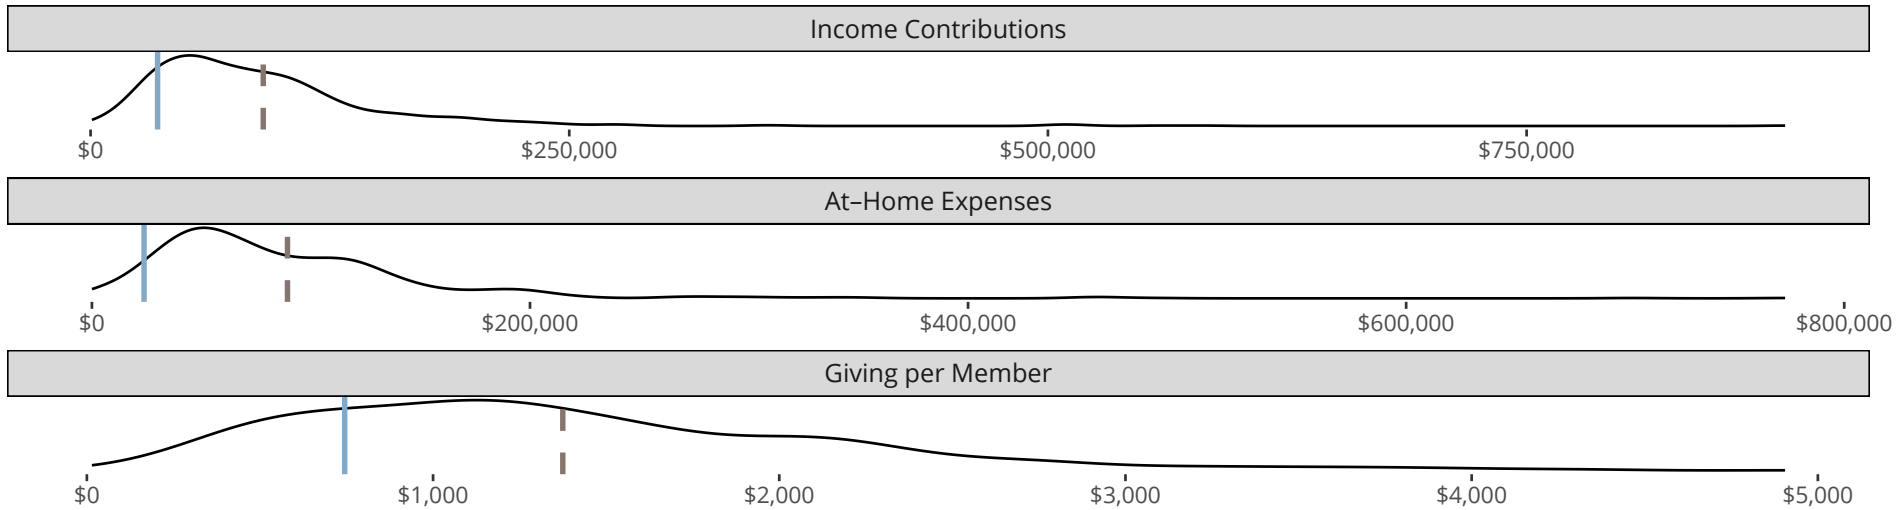 Income Contributions
$0 $250,000 $500,000 $750,000
At–Home Expenses
$0 $200,000 $400,000 $600,000 $800,000
Giving per Member
$0 $1,000 $2,000 $3,000 $4,000 $5,000